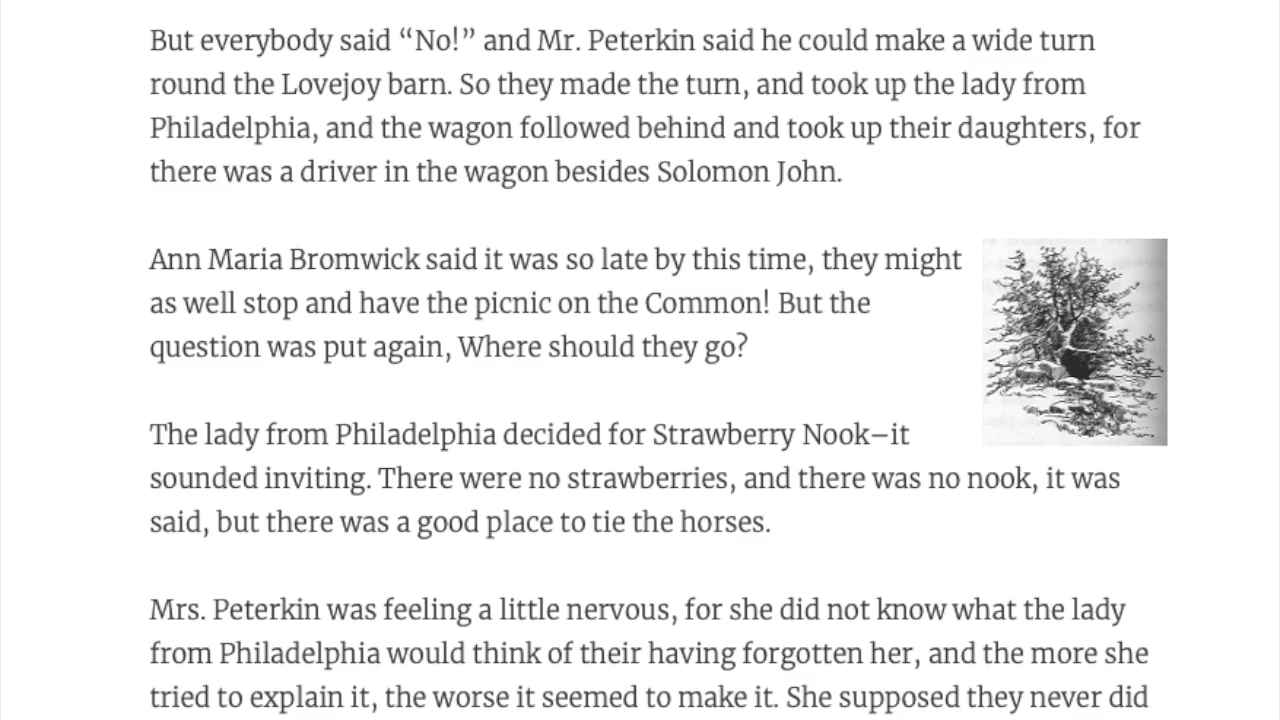 But everybody said “No!” and Mr. Peterkin said he could make a wide turn
round the Lovejoy barn. So they made the turn, and took up the lady from
Philadelphia, and the wagon followed behind and took up their daughters, for
there was a driver in the wagon besides Solomon John.
Ann Maria Bromwick said it was so late by this time, they might
as well stop and have the picnic on the Common! But the
question was put again, Where should they go?
The lady from Philadelphia decided for Strawberry Nook–it
sounded inviting. There were no strawberries, and there was no nook, it was
said, but there was a good place to tie the horses.
Mrs. Peterkin was feeling a little nervous, for she did not know what the lady
from Philadelphia would think of their having forgotten her, and the more she
tried to explain it, the worse it seemed to make it. She supposed they never did